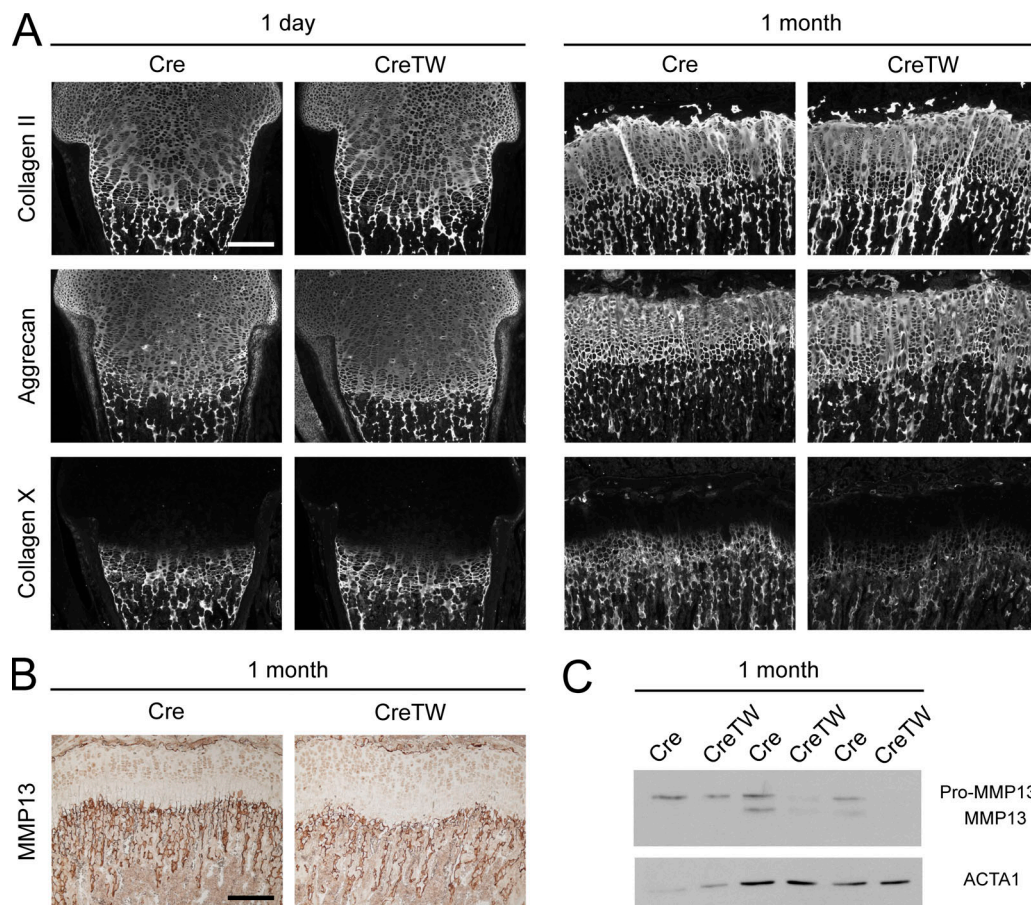 A
1 day
1 month
Cre
CreTW
Cre
CreTW
Collagen II
Aggrecan
Collagen X
B
1 month
Cre
CreTW
MMP13
C
1 month
Cre
CreTW
Cre
CreTW
Cre
CreTW
Pro-MMP13
MMP13
ACTA1